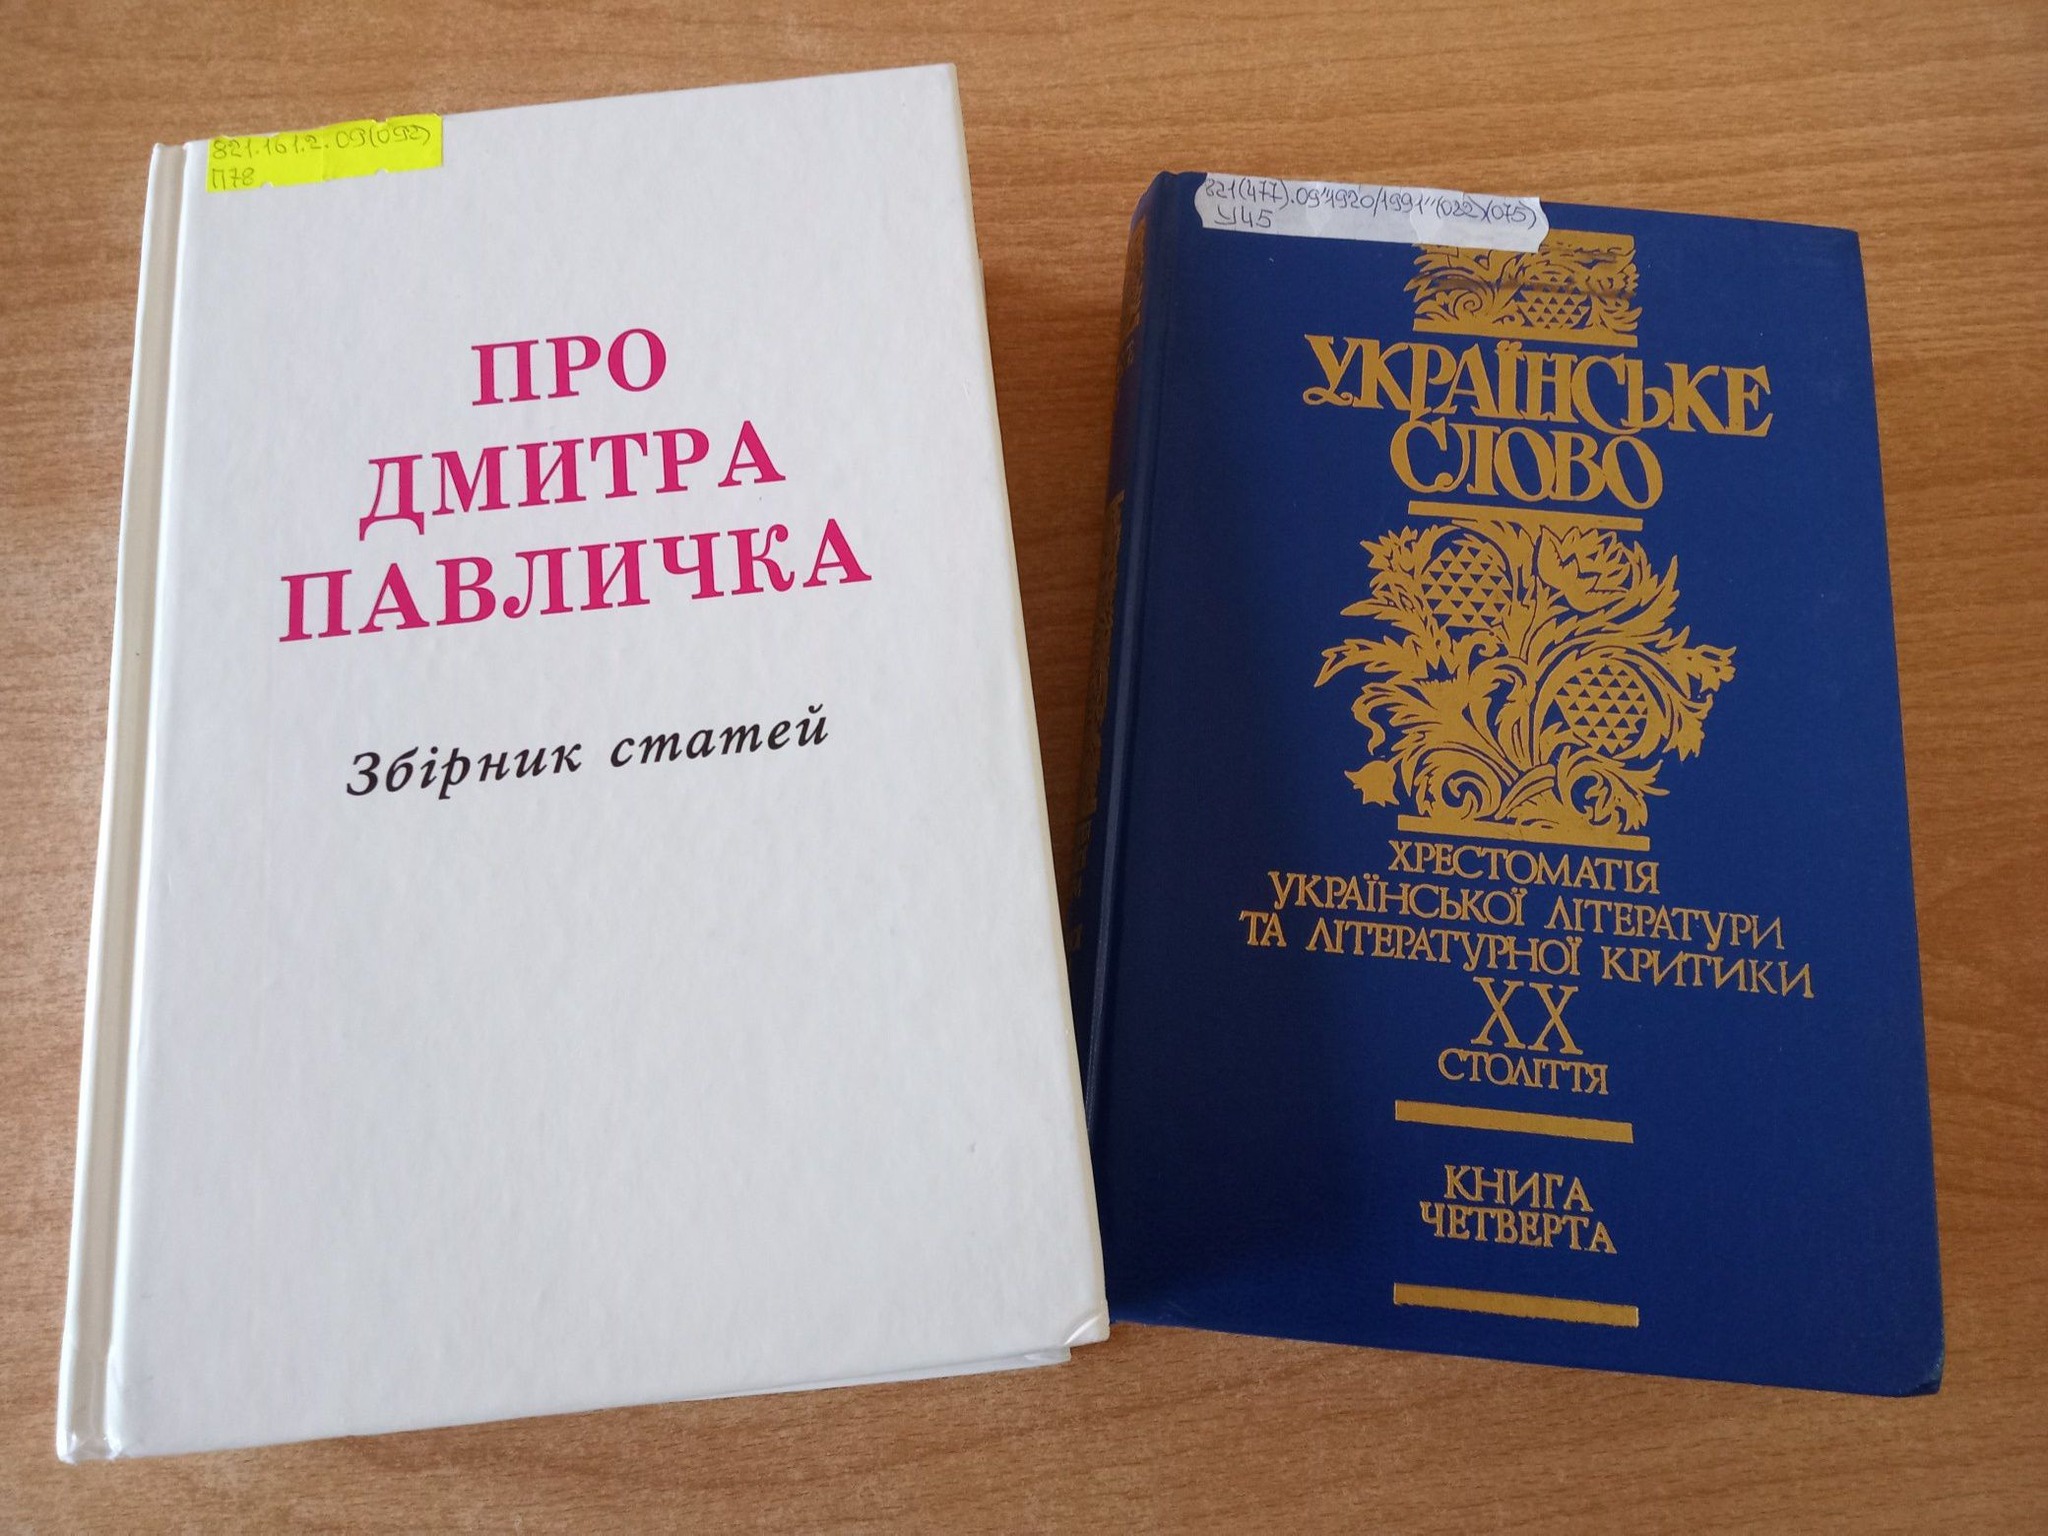 821.161.2.09(092)
П78
ПРО
ДМИТРА
ПАВЛИЧКА
Збірник статей
821(477).09"1920/1991"(082)(075)
У45
УКРАЇНСЬКЕ
СЛОВО
ХРЕСТОМАТІЯ
УКРАЇНСЬКОЇ ЛІТЕРАТУРИ
ТА ЛІТЕРАТУРНОЇ КРИТИКИ
XX
СТОЛІТТЯ
КНИГА
ЧЕТВЕРТА